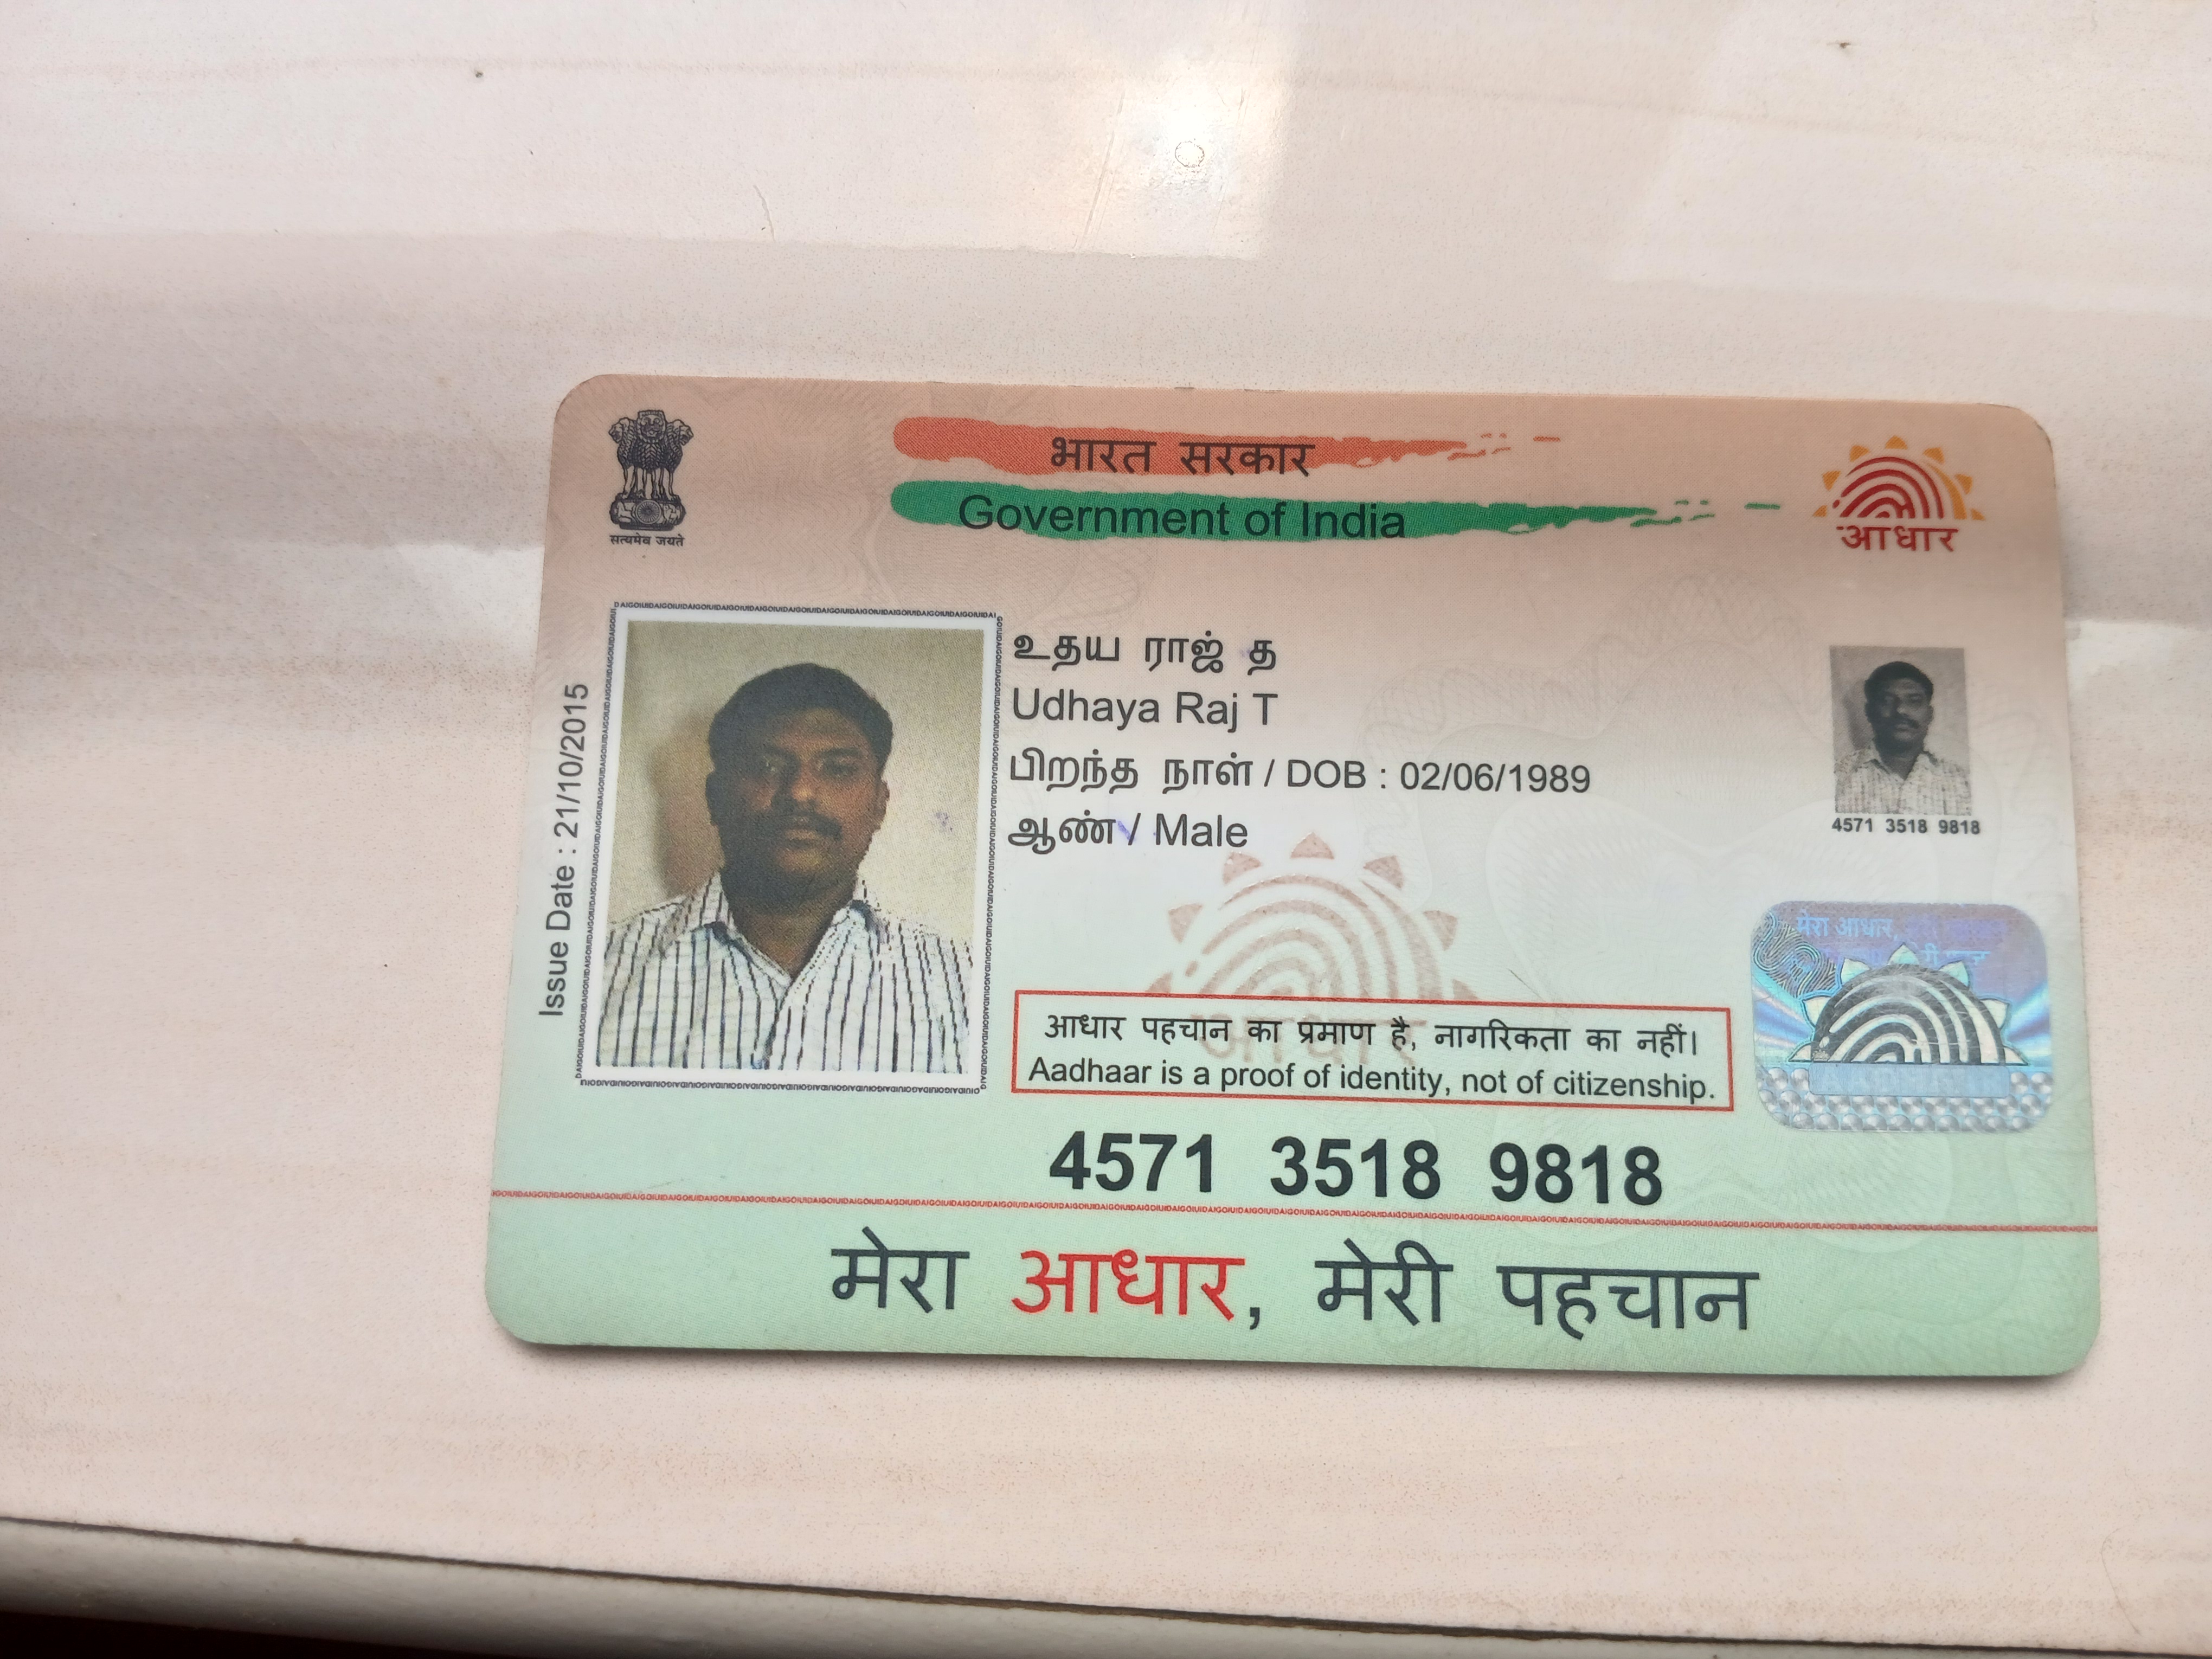 भारत सरकार
Government of India
सत्यमेव जयते
आधार
Issue Date : 21/10/2015
உதய ராஜ் த
Udhaya Raj T
பிறந்த நாள் / DOB : 02/06/1989
ஆண் / Male
4571 3518 9818
मेरा आधार,
आधार पहचान का प्रमाण है, नागरिकता का नहीं।
Aadhaar is a proof of identity, not of citizenship.
4571 3518 9818
मेरा आधार, मेरी पहचान